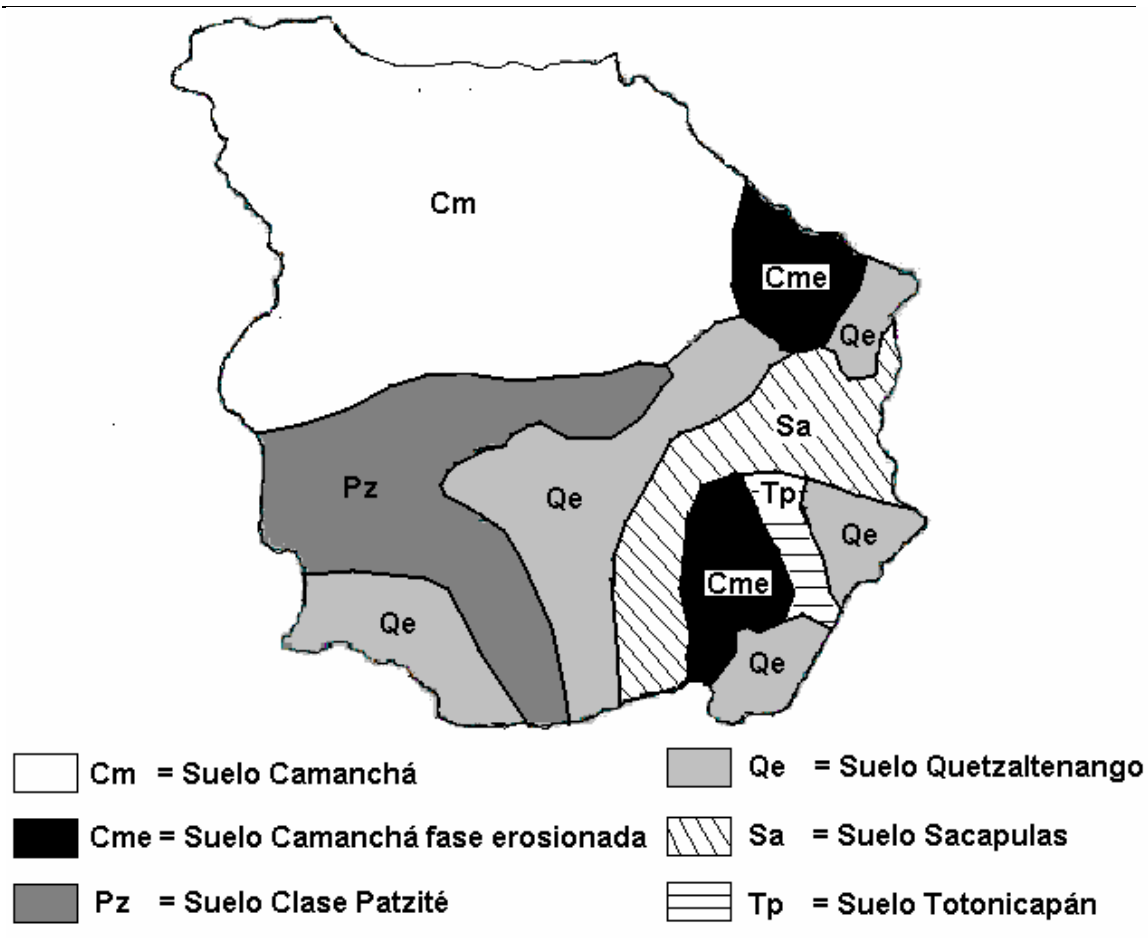 Cm
Cme
Qe
Sa
Pz
Qe
Tp
Qe
Cme
Qe
Qe
Cm = Suelo Camanchá
Qe = Suelo Quetzaltenango
Cme = Suelo Camanchá fase erosionada
Sa = Suelo Sacapulas
Pz = Suelo Clase Patzité
Tp = Suelo Totonicapán